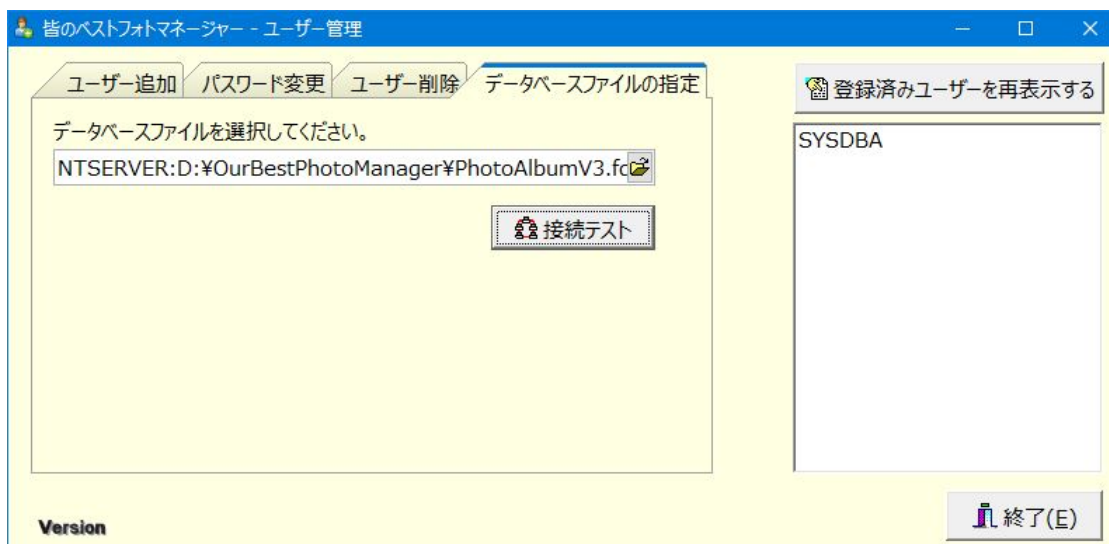 皆のベストフォトマネージャー - ユーザー管理
ユーザー追加 パスワード変更 ユーザー削除 データベースファイルの指定
登録済みユーザーを再表示する
データベースファイルを選択してください。
NTSERVER:D:¥OurBestPhotoManager¥PhotoAlbumV3.fd
接続テスト
SYSDBA
Version
終了(E)